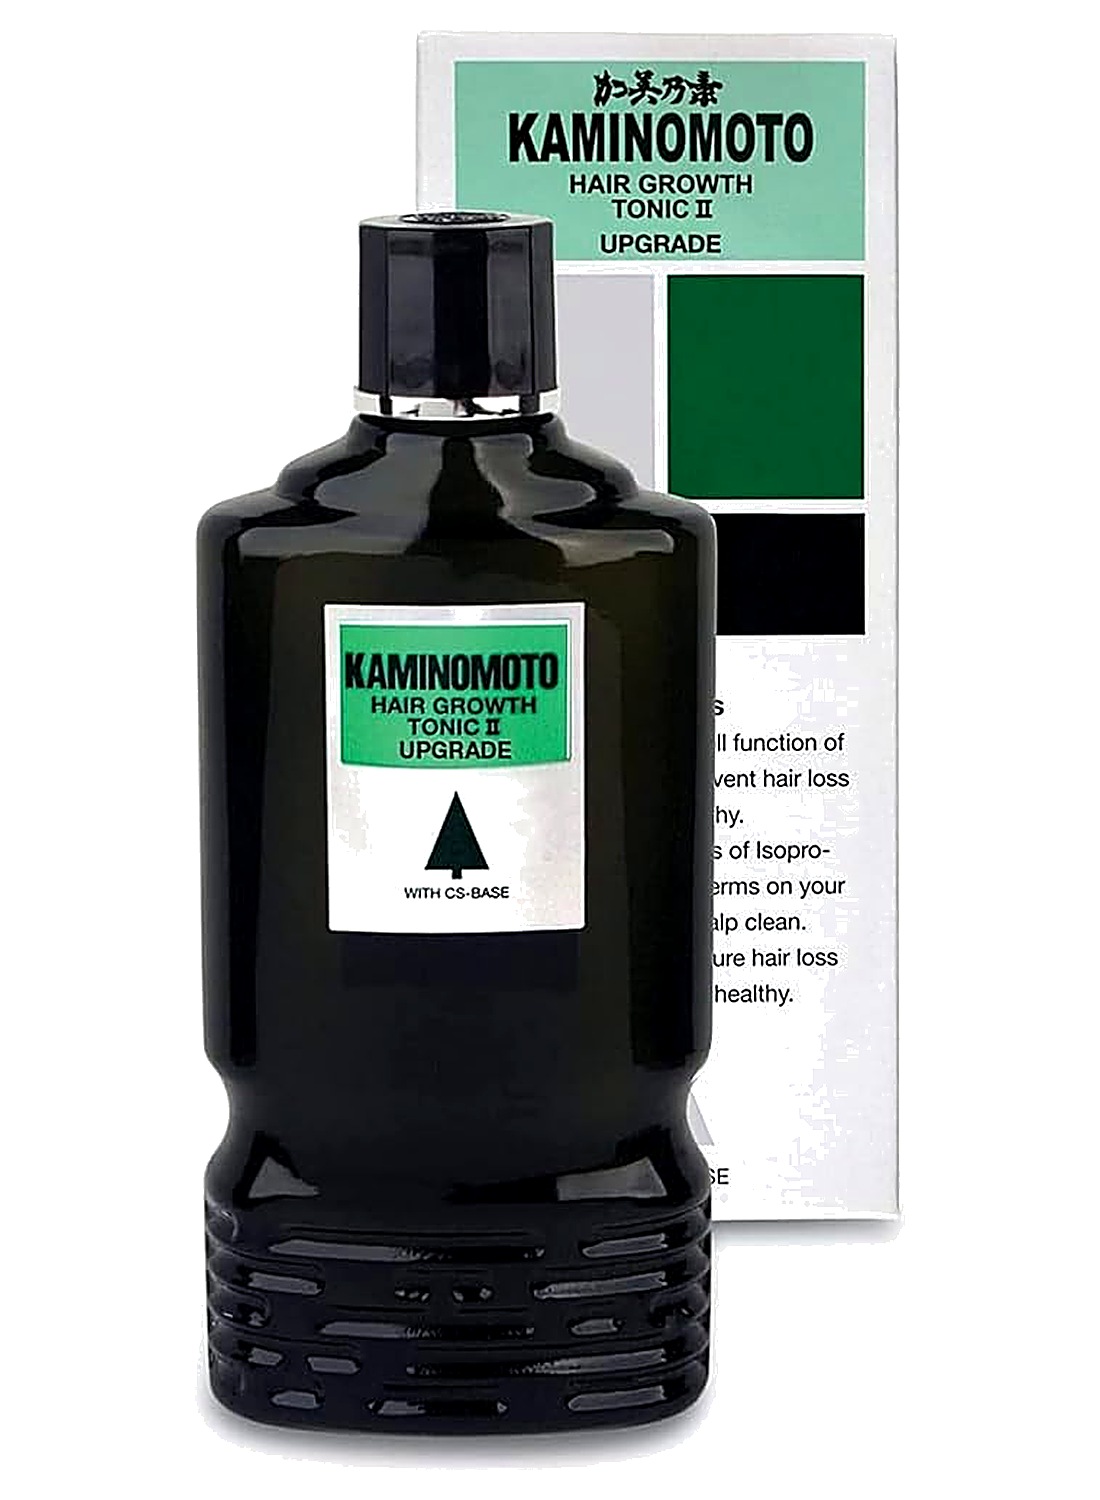 加美乃素
KAMINOMOTO
HAIR GROWTH
TONIC II
UPGRADE
KAMINOMOTO
HAIR GROWTH
TONIC II
UPGRADE
WITH CS-BASE
s
ll function of
vent hair loss
hy.
s of Isopro-
erms on your
alp clean.
ure hair loss
healthy.
SE